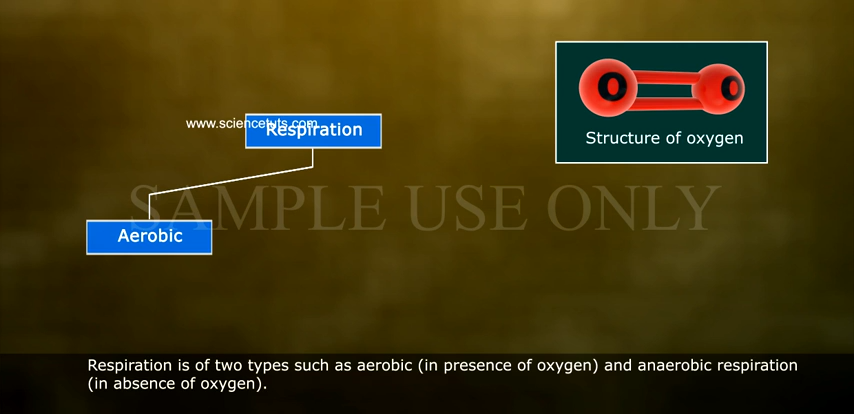 www.sciencetuts.com
Respiration
O O
Structure of oxygen
SAMPLE USE ONLY
Aerobic
Respiration is of two types such as aerobic (in presence of oxygen) and anaerobic respiration
(in absence of oxygen).